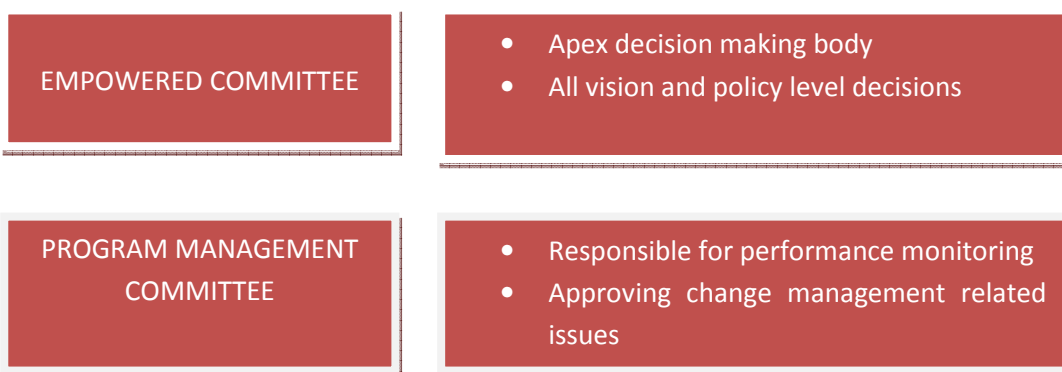 EMPOWERED COMMITTEE
• Apex decision making body
• All vision and policy level decisions
PROGRAM MANAGEMENT
COMMITTEE
• Responsible for performance monitoring
• Approving change management related
issues